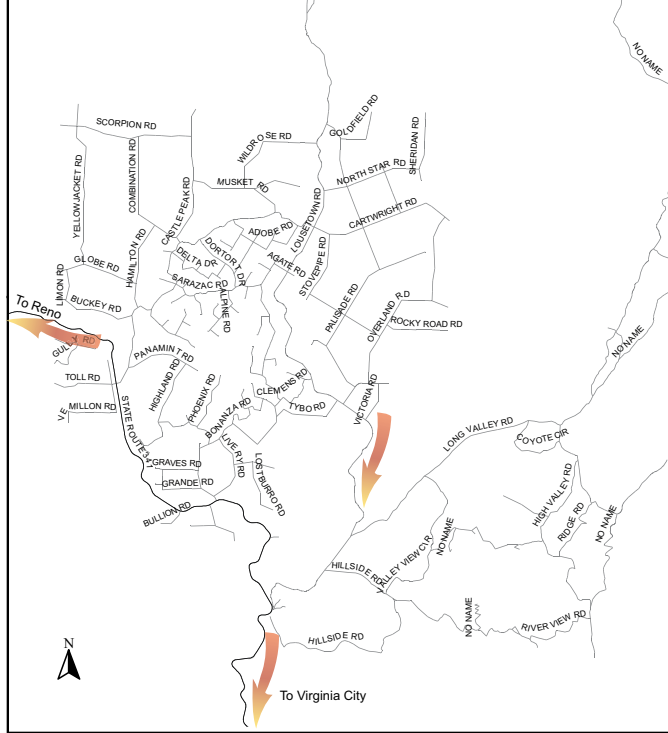 NO NAME
SCORPION RD
GOLDFIELD RD
WILDROSE RD
SHERIDAN RD
YELLOWJACKET RD
COMBINATION RD
NORTH STAR RD
MUSKET RD
CASTLE PEAK RD
CARTWRIGHT RD
LOUSETOWN RD
ADOBE RD
HAMILTON RD
DORTORT DR
DELTA DR
GLOBE RD
AGATE RD
STOVEPIPE RD
LIMON RD
SARAZAC RD
BUCKEY RD
ALPINE RD
PALISADE RD
OVERLAND RD
ROCKY ROAD RD
To Reno
GULLY RD
NO NAME
PANAMINT RD
TOLL RD
HIGHLAND RD
PHOENIX RD
CLEMENS RD
VICTORIA RD
MILLON RD
VE
STATE ROUTE 347
BONANZA RD
TYBO RD
LONG VALLEY RD
COYOTE CIR
LIVERY RD
LOSTBURRO RD
GRAVES RD
GRANDE RD
BULLION RD
HIGH VALLEY RD
RIDGE RD
NO NAME
NO NAME
VALLEY VIEW CIR
HILLSIDE RD
NO NAME
RIVER VIEW RD
HILLSIDE RD
N
To Virginia City